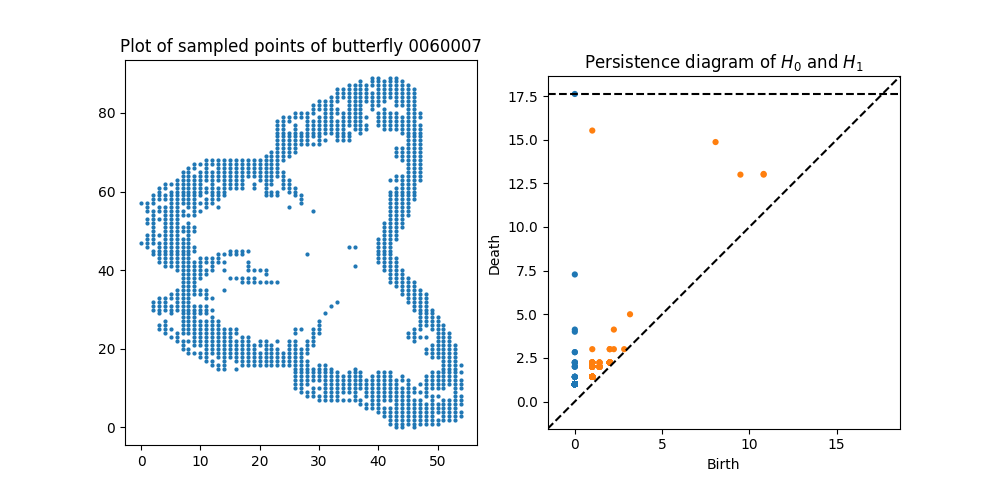 Plot of sampled points of butterfly 0060007
80
60
40
20
0
0 10 20 30 40 50
Persistence diagram of H₀ and H₁
17.5
15.0
12.5
10.0
7.5
5.0
2.5
0.0
Death
0 5 10 15
Birth